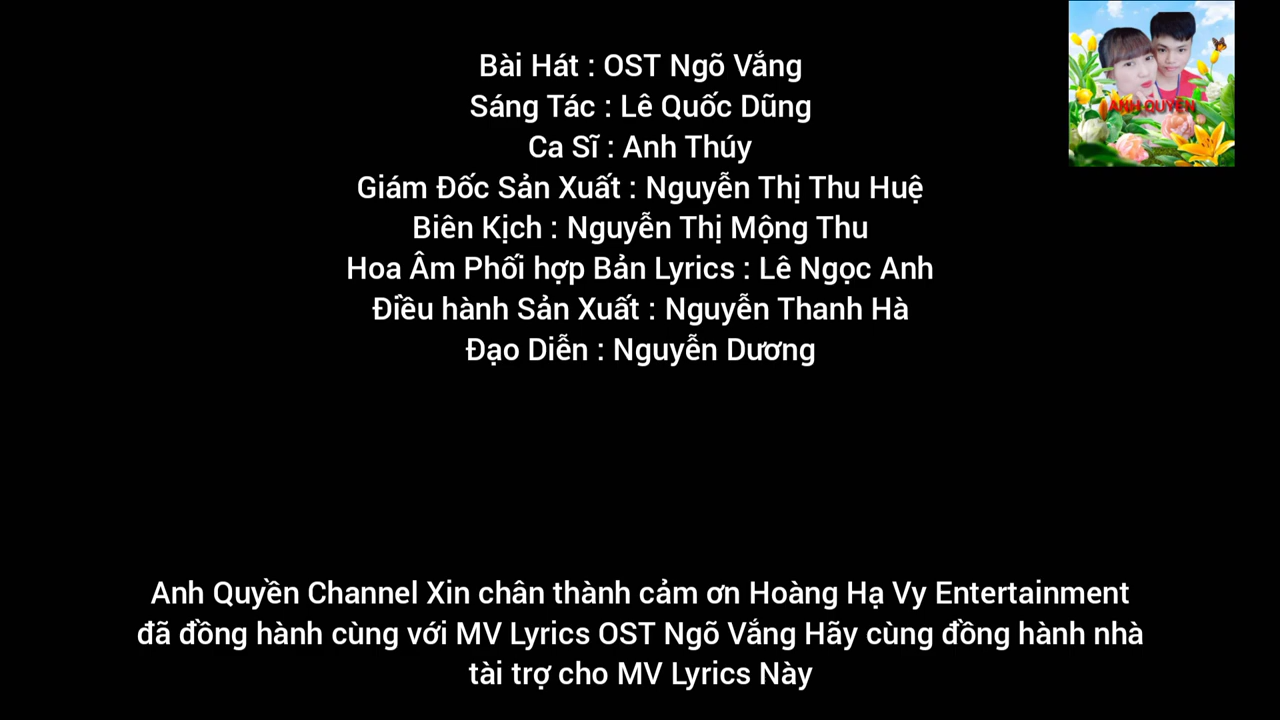 Bài Hát : OST Ngõ Vắng
Sáng Tác : Lê Quốc Dũng
Ca Sĩ : Anh Thúy
Giám Đốc Sản Xuất : Nguyễn Thị Thu Huệ
Biên Kịch : Nguyễn Thị Mộng Thu
Hoa Âm Phối hợp Bản Lyrics : Lê Ngọc Anh
Điều hành Sản Xuất : Nguyễn Thanh Hà
Đạo Diễn : Nguyễn Dương
ANH QUYỀN
Anh Quyền Channel Xin chân thành cảm ơn Hoàng Hạ Vy Entertainment
đã đồng hành cùng với MV Lyrics OST Ngõ Vắng Hãy cùng đồng hành nhà
tài trợ cho MV Lyrics Này